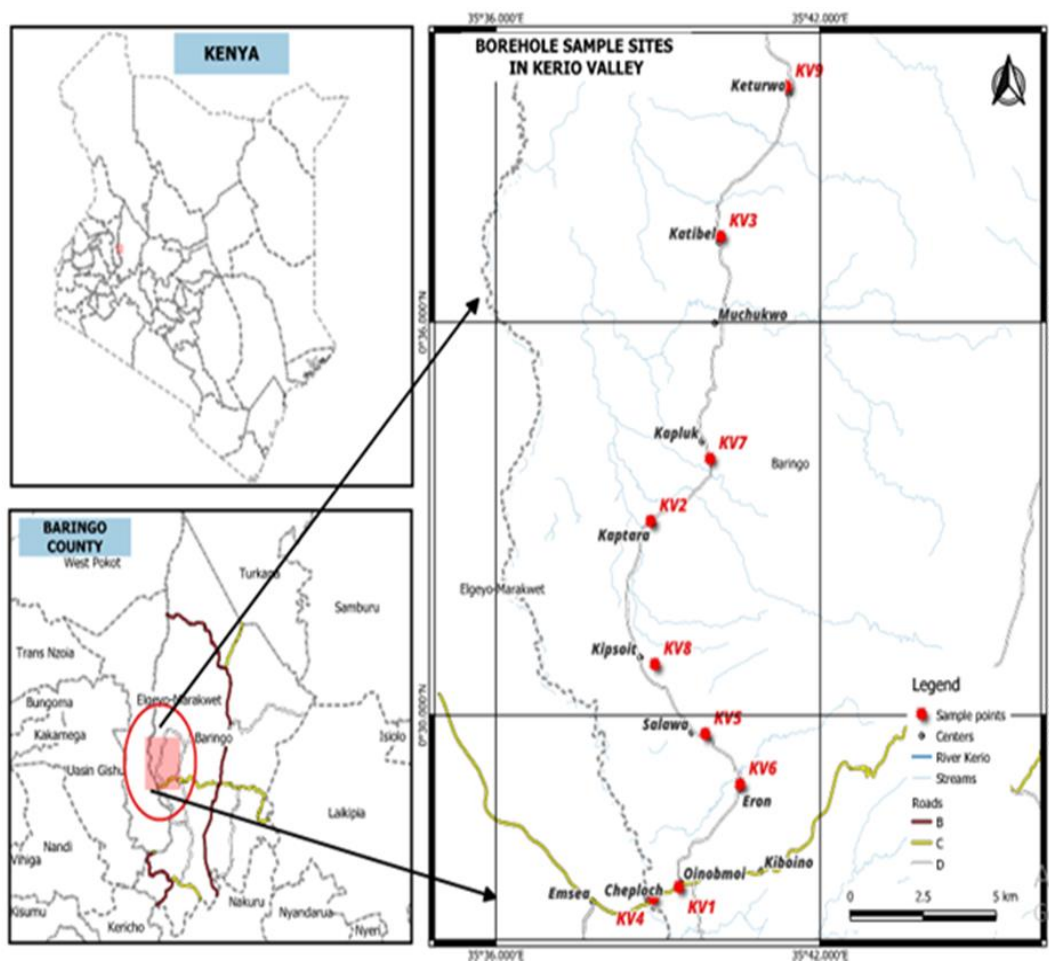 KENYA
BARINGO
COUNTY
West Pokot
Turkana
Samburu
Trans Nzoia
Elgeyo-Marakwet
Bungoma
Kakamega
Baringo
Isiolo
Uasin Gishu
Laikipia
Nandi
Vihiga
Kisumu
Nakuru
Nyandarua
Kericho
Nyeri
35°36.000'E
35°42.000'E
BOREHOLE SAMPLE SITES
IN KERIO VALLEY
KV9
Keturwo
KV3
Katibel
0°36.000'N
Muchukwo
Kapluk
KV7
Baringo
KV2
Kaptara
Elgeyo-Marakwet
Kipsoit
KV8
0°30.000'N
Salawa
KV5
KV6
Eron
Kiboino
Oinobmoi
Emsea
Cheploch
KV4
KV1
Legend
Sample points
Centers
River Kerio
Streams
Roads
B
C
D
0 2.5 5 km
35°36.000'E
35°42.000'E